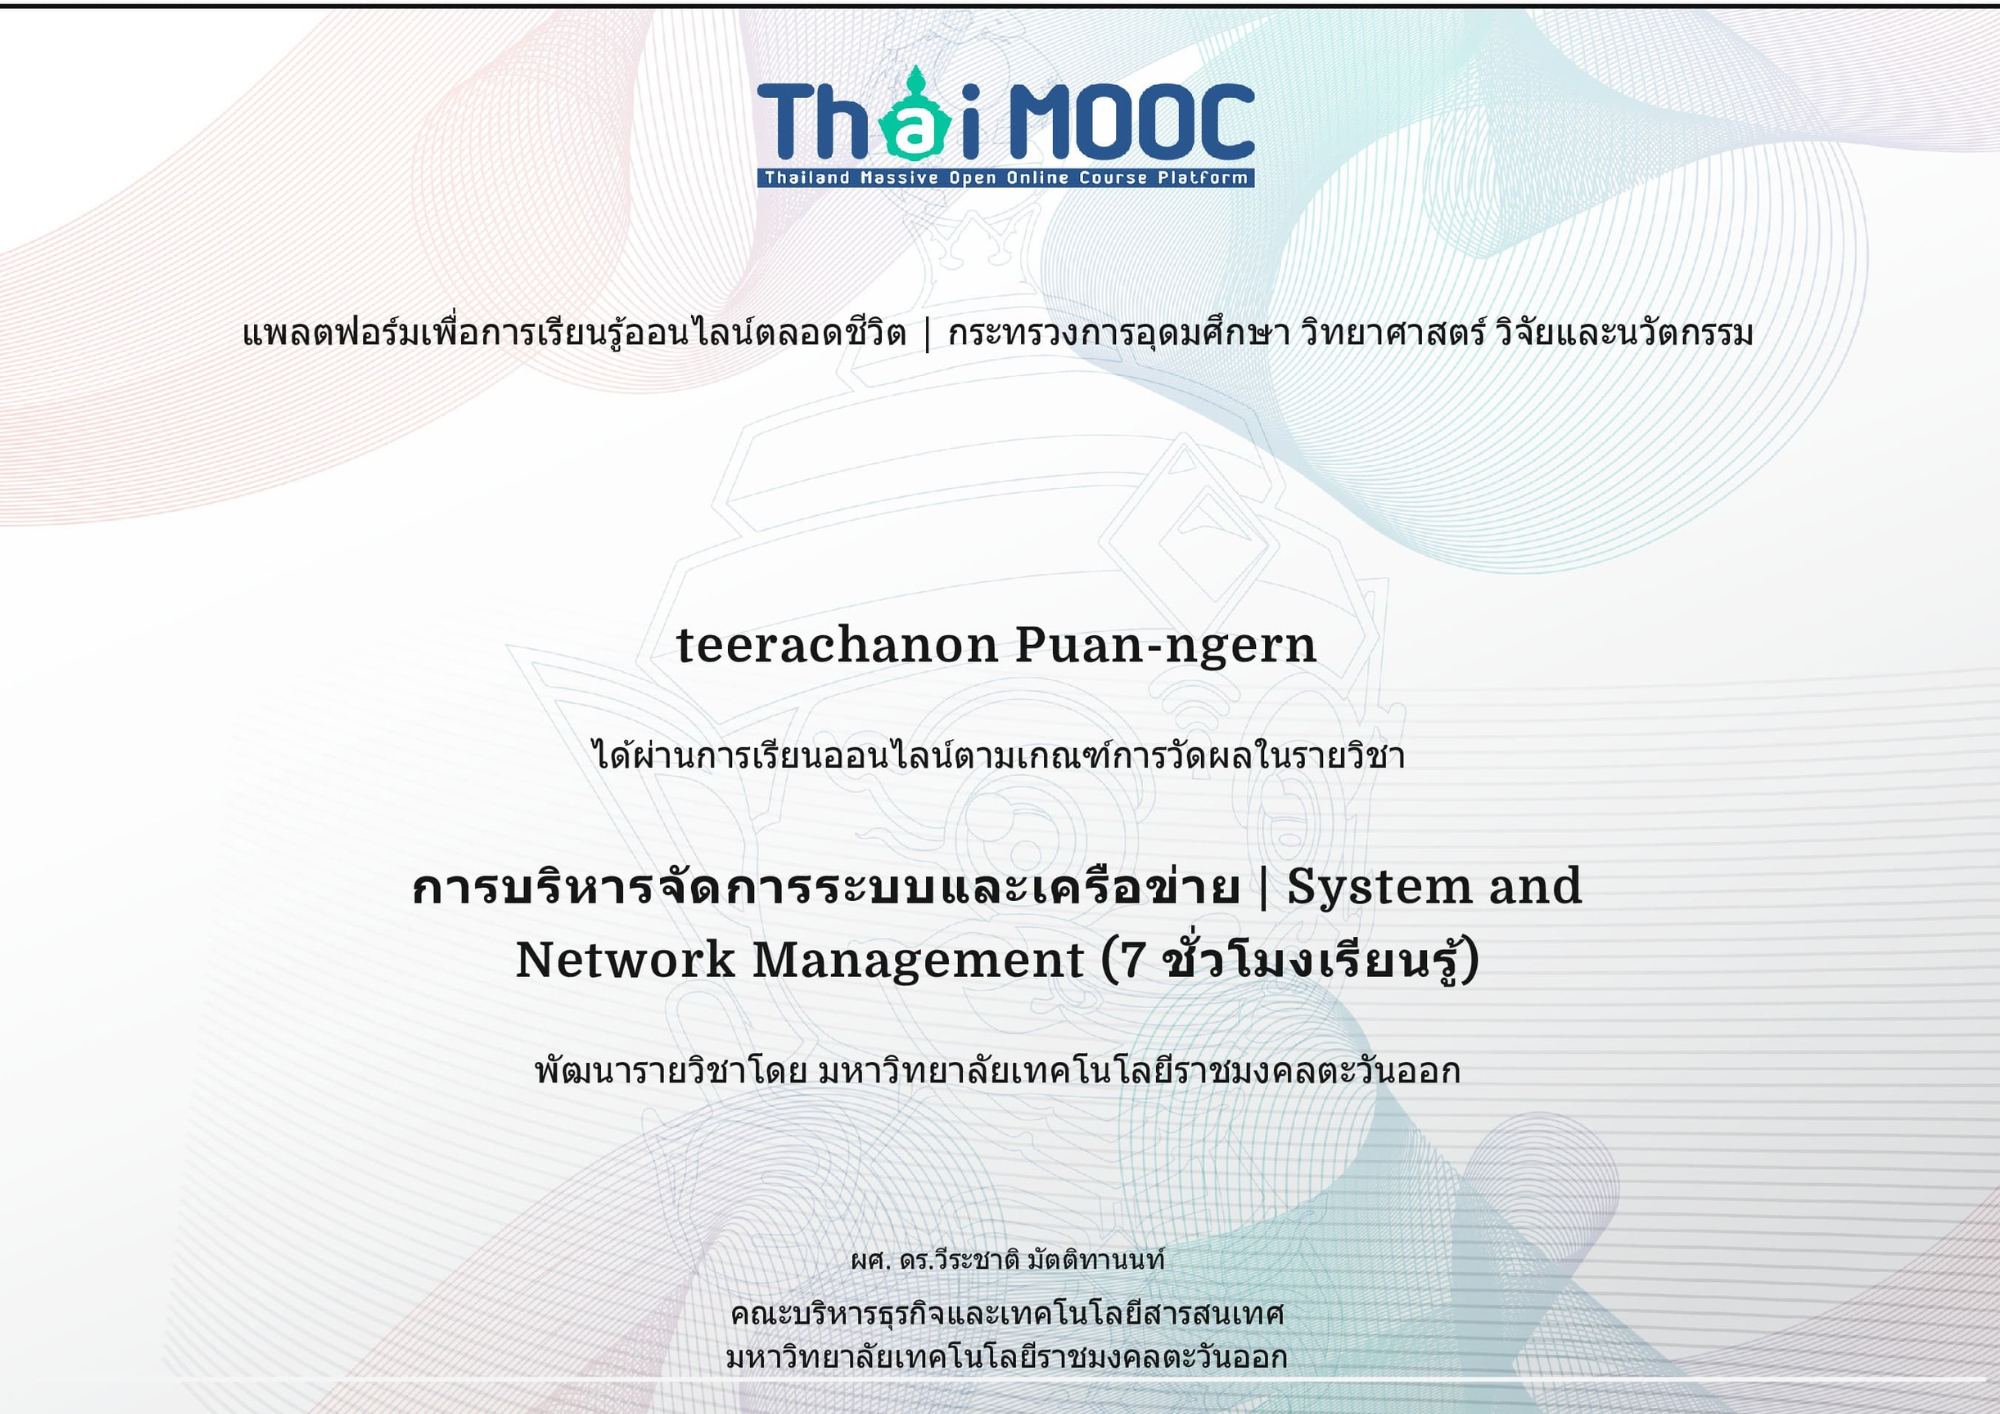 Thai MOOC
Thailand Massive Open Online Course Platform
แพลตฟอร์มเพื่อการเรียนรู้ออนไลน์ตลอดชีวิต | กระทรวงการอุดมศึกษา วิทยาศาสตร์ วิจัยและนวัตกรรม
teerachanon Puan-ngern
ได้ผ่านการเรียนออนไลน์ตามเกณฑ์การวัดผลในรายวิชา
การบริหารจัดการระบบและเครือข่าย | System and
Network Management (7 ชั่วโมงเรียนรู้)
พัฒนารายวิชาโดย มหาวิทยาลัยเทคโนโลยีราชมงคลตะวันออก
ผศ. ดร.วีระชาติ มัตติทานนท์
คณะบริหารธุรกิจและเทคโนโลยีสารสนเทศ
มหาวิทยาลัยเทคโนโลยีราชมงคลตะวันออก